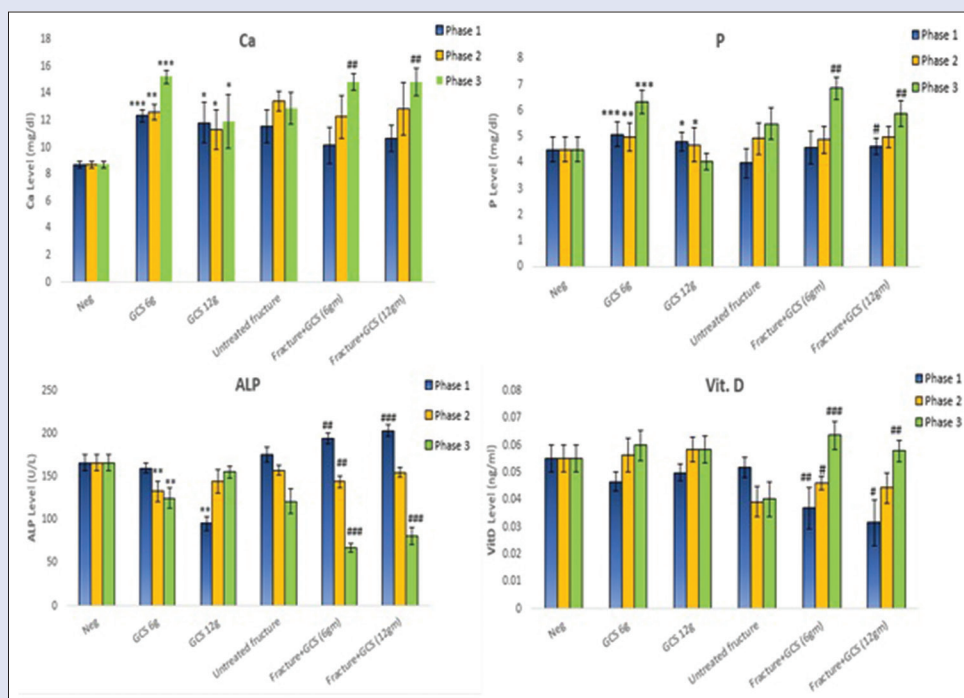 Ca
Phase 1
Phase 2
Phase 3
Ca Level (mg/dl)
18
16
14
12
10
8
6
4
2
0
***
**
***
*
*
*
##
##
Neg
GCS 6g
GCS 12g
Untreated fracture
Fracture+GCS (6gm)
Fracture+GCS (12gm)
P
Phase 1
Phase 2
Phase 3
P Level (mg/dl)
8
7
6
5
4
3
2
1
0
***
**
***
*
*
##
#
##
Neg
GCS 6g
GCS 12g
Untreated fracture
Fracture+GCS (6gm)
Fracture+GCS (12gm)
ALP
Phase 1
Phase 2
Phase 3
ALP Level (U/L)
250
200
150
100
50
0
**
**
**
##
##
###
###
###
Neg
GCS 6g
GCS 12g
Untreated fracture
Fracture+GCS (6gm)
Fracture+GCS (12gm)
Vit. D
Phase 1
Phase 2
Phase 3
VitD Level (ng/ml)
0.08
0.07
0.06
0.05
0.04
0.03
0.02
0.01
0
##
#
###
#
##
Neg
GCS 6g
GCS 12g
Untreated fracture
Fracture+GCS (6gm)
Fracture+GCS (12gm)